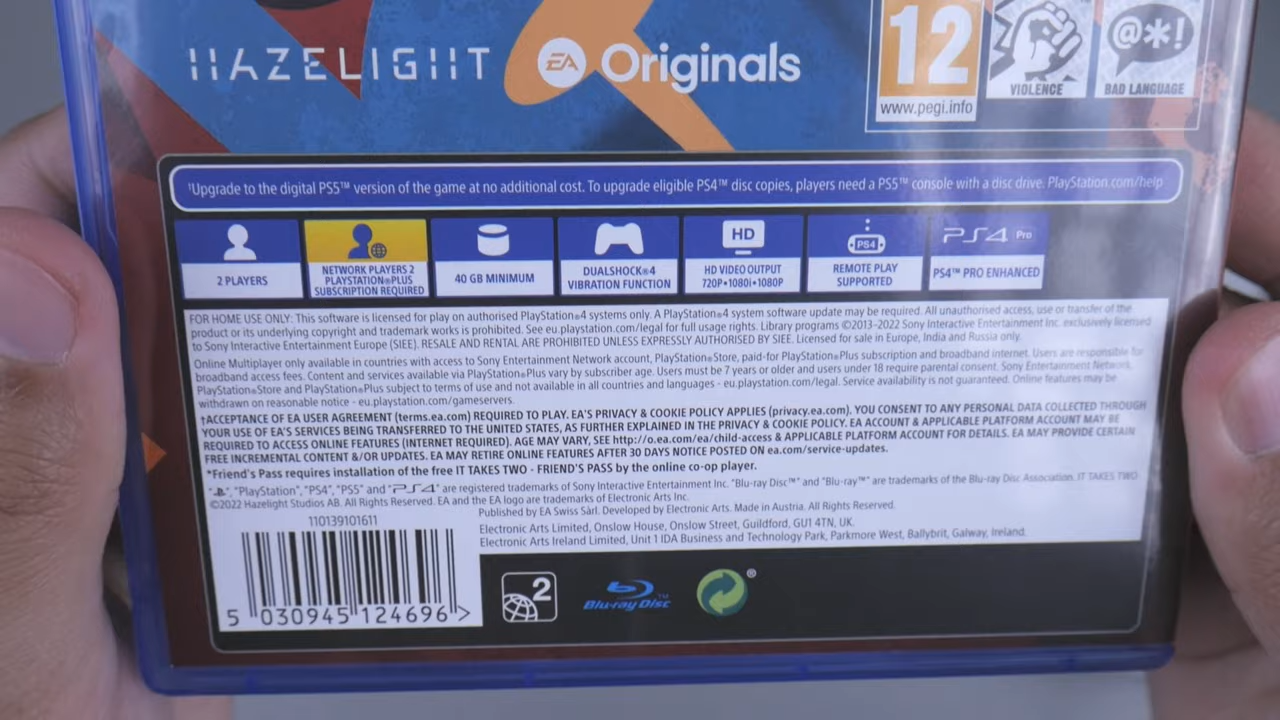 HAZELIGHT EA Originals
12
www.pegi.info
VIOLENCE
@*!
BAD LANGUAGE
†Upgrade to the digital PS5™ version of the game at no additional cost. To upgrade eligible PS4™ disc copies, players need a PS5™ console with a disc drive. PlayStation.com/help
2 PLAYERS
NETWORK PLAYERS 2
PLAYSTATION®PLUS
SUBSCRIPTION REQUIRED
40 GB MINIMUM
DUALSHOCK®4
VIBRATION FUNCTION
HD
HD VIDEO OUTPUT
720P•1080i•1080P
PS4
REMOTE PLAY
SUPPORTED
PS4 Pro
PS4™ PRO ENHANCED
FOR HOME USE ONLY: This software is licensed for play on authorised PlayStation®4 systems only. A PlayStation®4 system software update may be required. All unauthorised access, use or transfer of the
product or its underlying copyright and trademark works is prohibited. See eu.playstation.com/legal for full usage rights. Library programs ©2013-2022 Sony Interactive Entertainment Inc. exclusively licensed
to Sony Interactive Entertainment Europe (SIEE). RESALE AND RENTAL ARE PROHIBITED UNLESS EXPRESSLY AUTHORISED BY SIEE. Licensed for sale in Europe, India and Russia only.
Online Multiplayer only available in countries with access to Sony Entertainment Network account, PlayStation®Store, paid-for PlayStation®Plus subscription and broadband internet. Users are responsible for
broadband access fees. Content and services available via PlayStation®Plus vary by subscriber age. Users must be 7 years or older and users under 18 require parental consent. Sony Entertainment Network,
PlayStation®Store and PlayStation®Plus subject to terms of use and not available in all countries and languages - eu.playstation.com/legal. Service availability is not guaranteed. Online features may be
withdrawn on reasonable notice - eu.playstation.com/gameservers.
†ACCEPTANCE OF EA USER AGREEMENT (terms.ea.com) REQUIRED TO PLAY. EA'S PRIVACY & COOKIE POLICY APPLIES (privacy.ea.com). YOU CONSENT TO ANY PERSONAL DATA COLLECTED THROUGH
YOUR USE OF EA'S SERVICES BEING TRANSFERRED TO THE UNITED STATES, AS FURTHER EXPLAINED IN THE PRIVACY & COOKIE POLICY. EA ACCOUNT & APPLICABLE PLATFORM ACCOUNT MAY BE
REQUIRED TO ACCESS ONLINE FEATURES (INTERNET REQUIRED). AGE MAY VARY, SEE http://o.ea.com/ea/child-access & APPLICABLE PLATFORM ACCOUNT FOR DETAILS. EA MAY PROVIDE CERTAIN
FREE INCREMENTAL CONTENT &/OR UPDATES. EA MAY RETIRE ONLINE FEATURES AFTER 30 DAYS NOTICE POSTED ON ea.com/service-updates.
*Friend's Pass requires installation of the free IT TAKES TWO - FRIEND'S PASS by the online co-op player.
"PlayStation", "PS4", "PS5" and "PS4" are registered trademarks of Sony Interactive Entertainment Inc. "Blu-ray Disc™" and "Blu-ray™" are trademarks of the Blu-ray Disc Association. IT TAKES TWO
©2022 Hazelight Studios AB. All Rights Reserved. EA and the EA logo are trademarks of Electronic Arts Inc.
Published by EA Swiss Sàrl. Developed by Electronic Arts. Made in Austria. All Rights Reserved.
Electronic Arts Limited, Onslow House, Onslow Street, Guildford, GU1 4TN, UK.
Electronic Arts Ireland Limited, Unit 1 IDA Business and Technology Park, Parkmore West, Ballybrit, Galway, Ireland.
110139101611
5 030945 124696 >
2
Blu-ray Disc™
®